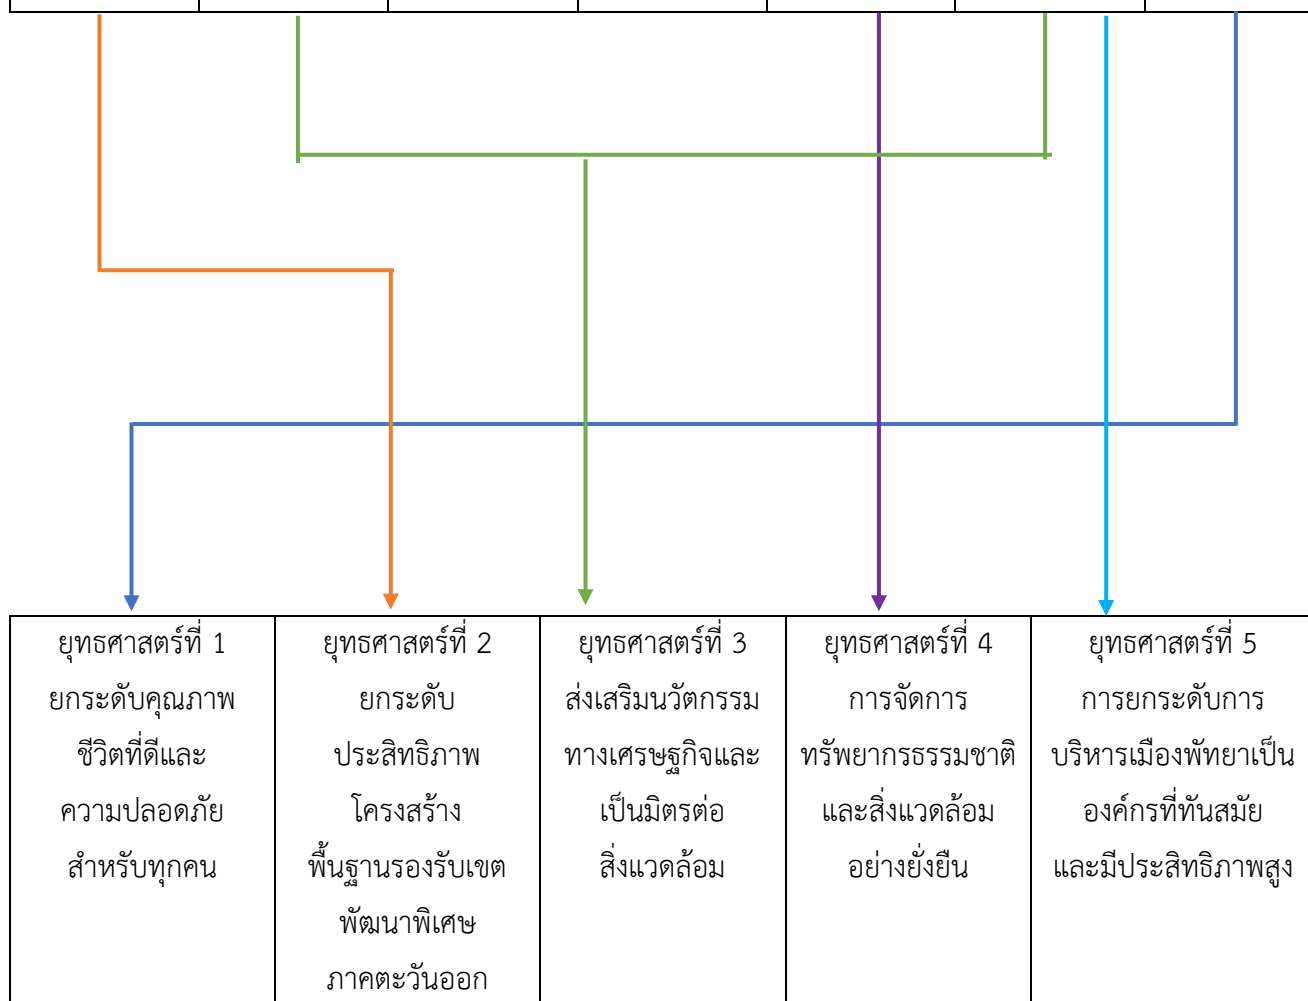 ยุทธศาสตร์ที่ 1
ยกระดับคุณภาพ
ชีวิตที่ดีและ
ความปลอดภัย
สำหรับทุกคน
ยุทธศาสตร์ที่ 2
ยกระดับ
ประสิทธิภาพ
โครงสร้าง
พื้นฐานรองรับเขต
พัฒนาพิเศษ
ภาคตะวันออก
ยุทธศาสตร์ที่ 3
ส่งเสริมนวัตกรรม
ทางเศรษฐกิจและ
เป็นมิตรต่อ
สิ่งแวดล้อม
ยุทธศาสตร์ที่ 4
การจัดการ
ทรัพยากรธรรมชาติ
และสิ่งแวดล้อม
อย่างยั่งยืน
ยุทธศาสตร์ที่ 5
การยกระดับการ
บริหารเมืองพัทยาเป็น
องค์กรที่ทันสมัย
และมีประสิทธิภาพสูง